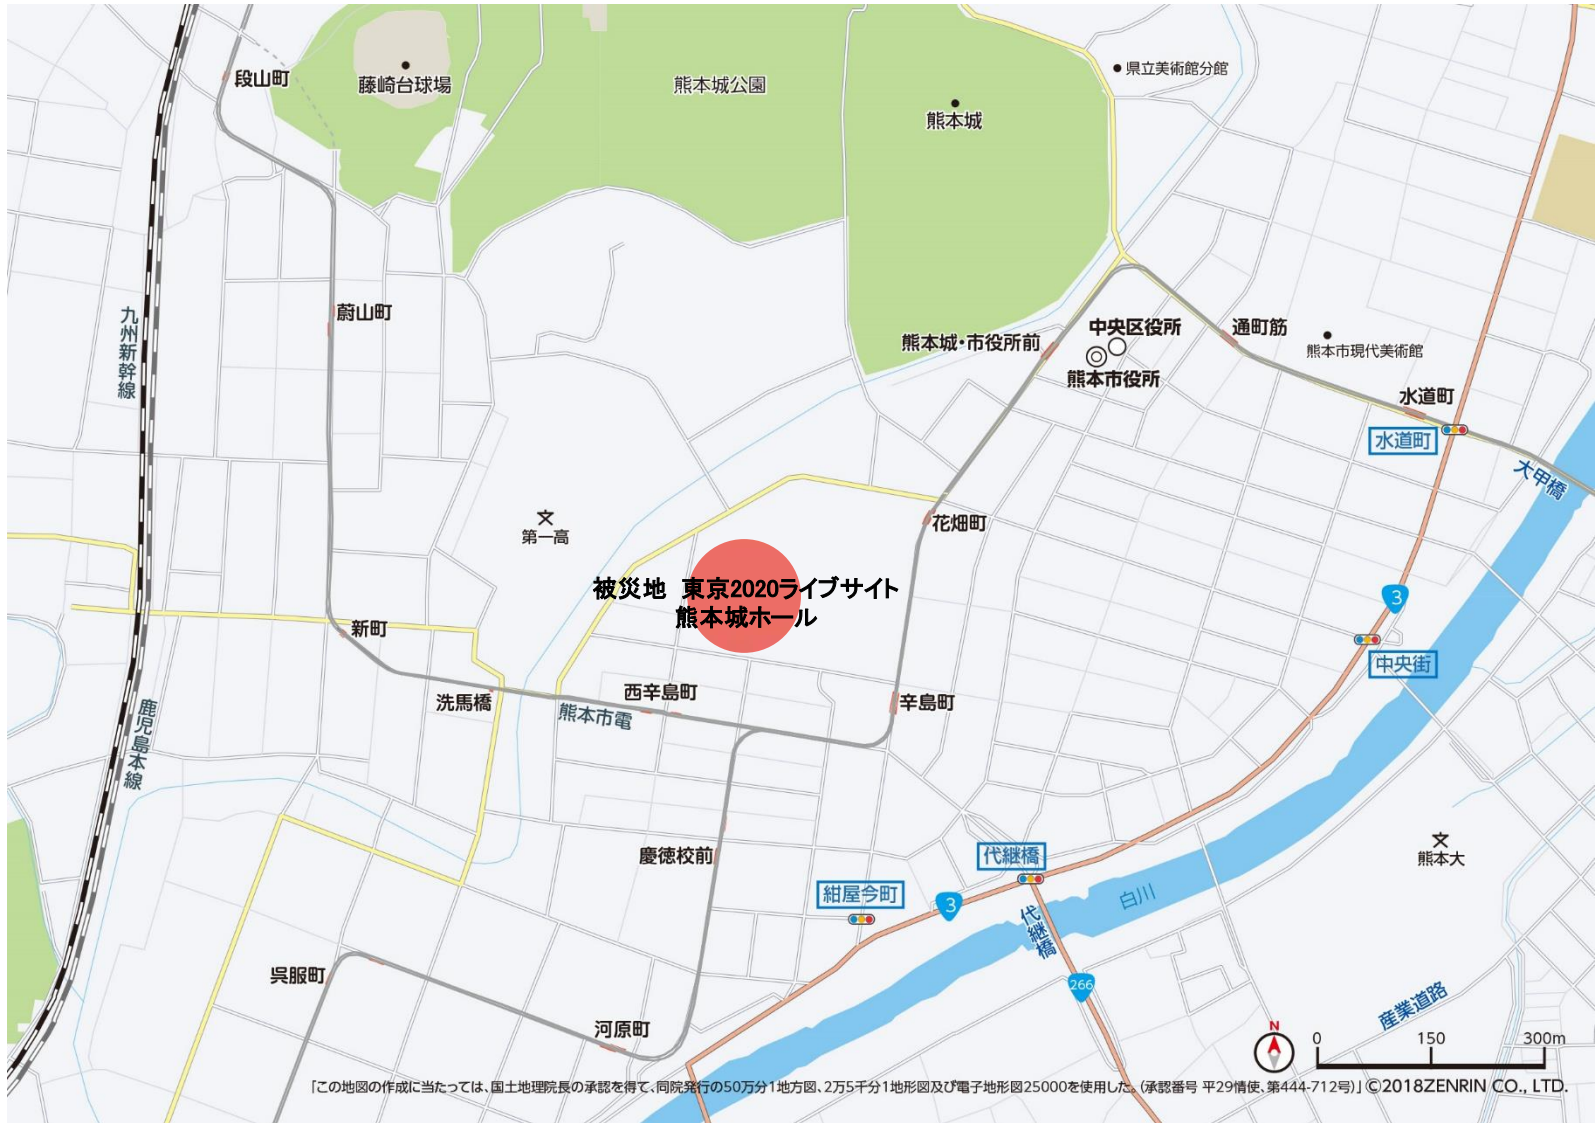 段山町
藤崎台球場
熊本城公園
熊本城
県立美術館分館
九州新幹線
蔚山町
熊本城・市役所前
中央区役所
熊本市役所
通町筋
熊本市現代美術館
水道町
水道町
大甲橋
文
第一高
花畑町
被災地 東京2020ライブサイト
熊本城ホール
3
中央街
新町
洗馬橋
西辛島町
熊本市電
辛島町
鹿児島本線
慶徳校前
代継橋
紺屋今町
3
代継橋
白川
文
熊本大
呉服町
河原町
266
産業道路
N
0 150 300m
「この地図の作成に当たっては、国土地理院長の承認を得て、同院発行の50万分1地方図、2万5千分1地形図及び電子地形図25000を使用した。(承認番号 平29情使、第444-712号)」©2018ZENRIN CO., LTD.